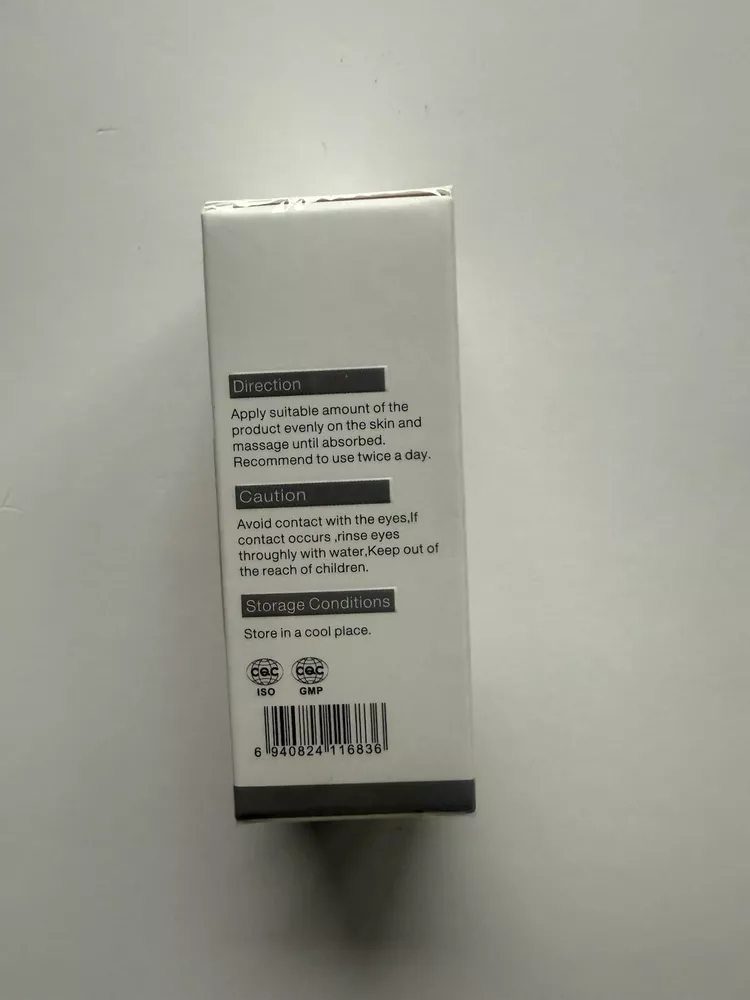 Direction
Apply suitable amount of the
product evenly on the skin and
massage until absorbed.
Recommend to use twice a day.
Caution
Avoid contact with the eyes,If
contact occurs ,rinse eyes
throughly with water,Keep out of
the reach of children.
Storage Conditions
Store in a cool place.
CQC CQC
ISO GMP
6 940824 116836